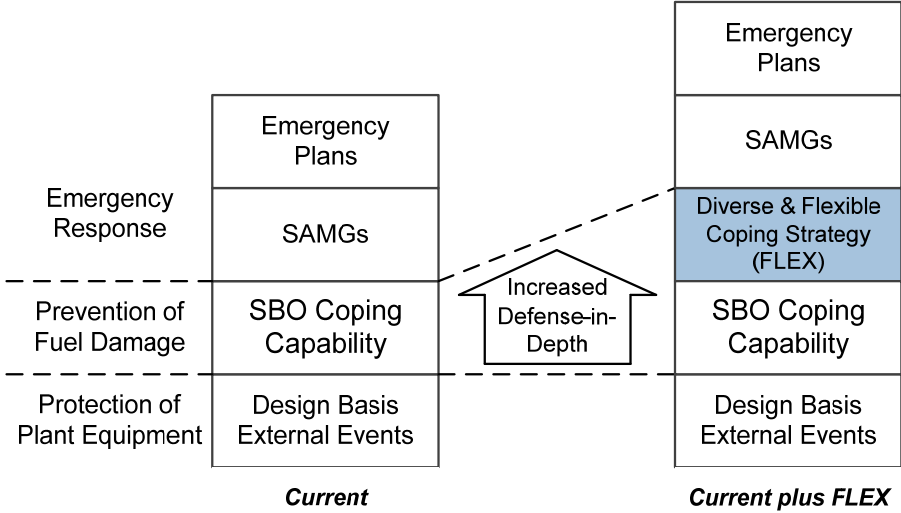 Emergency
Response
Prevention of
Fuel Damage
Protection of
Plant Equipment
Emergency
Plans
SAMGs
SBO Coping
Capability
Design Basis
External Events
Current
Increased
Defense-in-
Depth
Emergency
Plans
SAMGs
Diverse & Flexible
Coping Strategy
(FLEX)
SBO Coping
Capability
Design Basis
External Events
Current plus FLEX